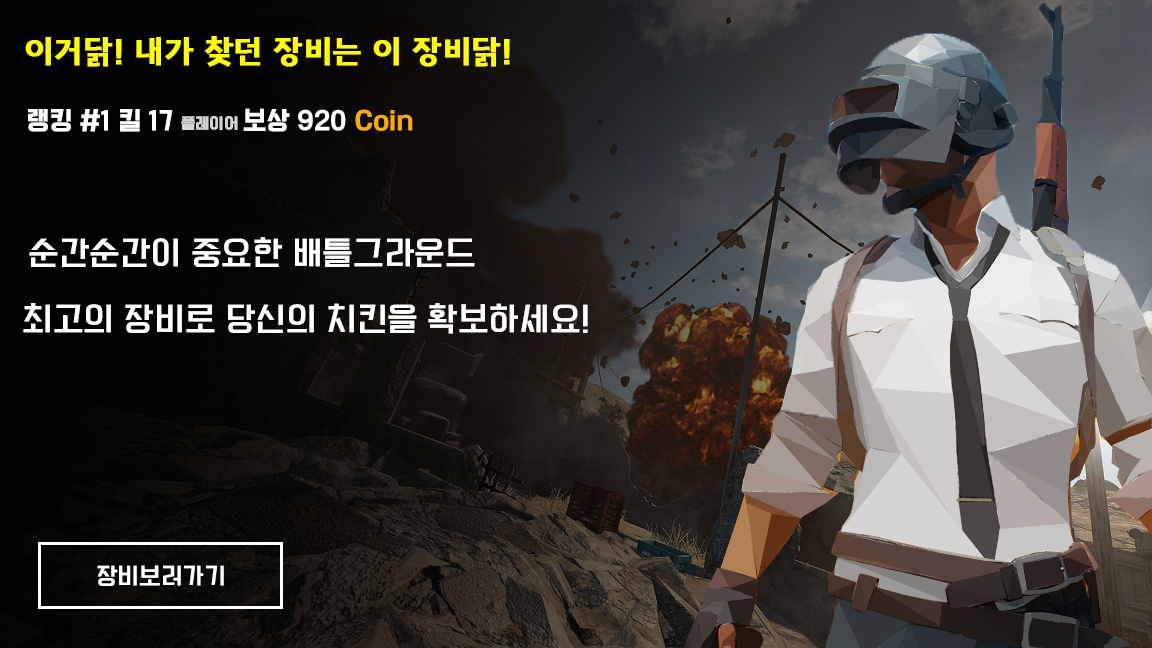 이거닭! 내가 찾던 장비는 이 장비닭!
랭킹 #1 킬 17 플레이어 보상 920 Coin
순간순간이 중요한 배틀그라운드
최고의 장비로 당신의 치킨을 확보하세요!
장비보러가기